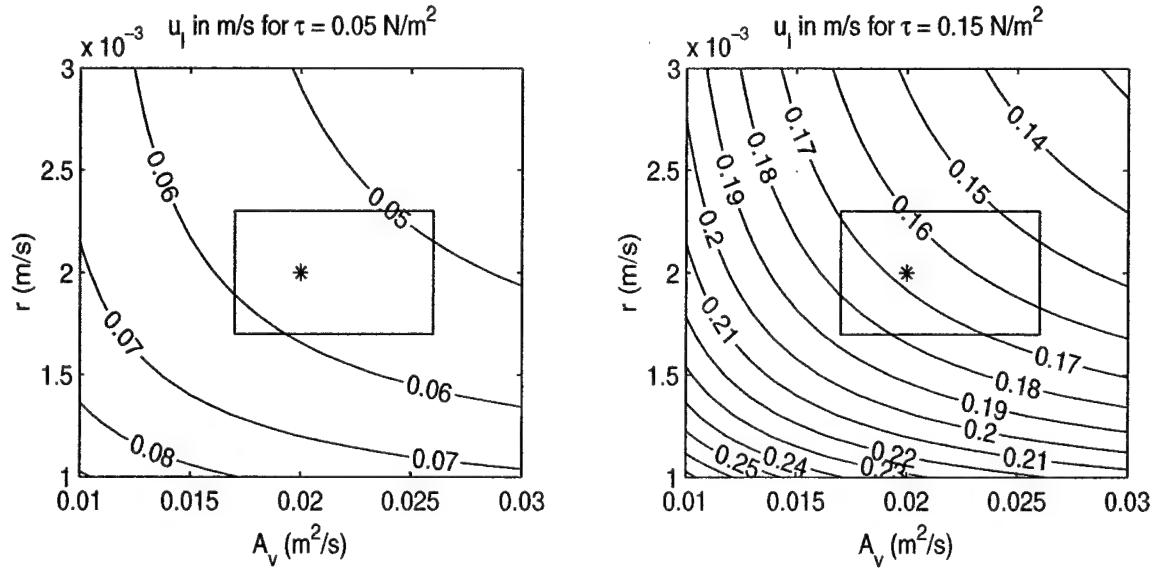 u_l in m/s for τ = 0.05 N/m²
x 10⁻³
3
2.5
2
1.5
1
r (m/s)
0.06
0.05
0.07
0.06
0.08
0.07
0.01 0.015 0.02 0.025 0.03
A_v (m²/s)
u_l in m/s for τ = 0.15 N/m²
x 10⁻³
3
2.5
2
1.5
1
r (m/s)
0.14
0.17
0.18
0.19
0.15
0.2
0.16
0.21
0.17
0.18
0.19
0.2
0.22 0.21
0.25 0.24 0.23
0.01 0.015 0.02 0.025 0.03
A_v (m²/s)